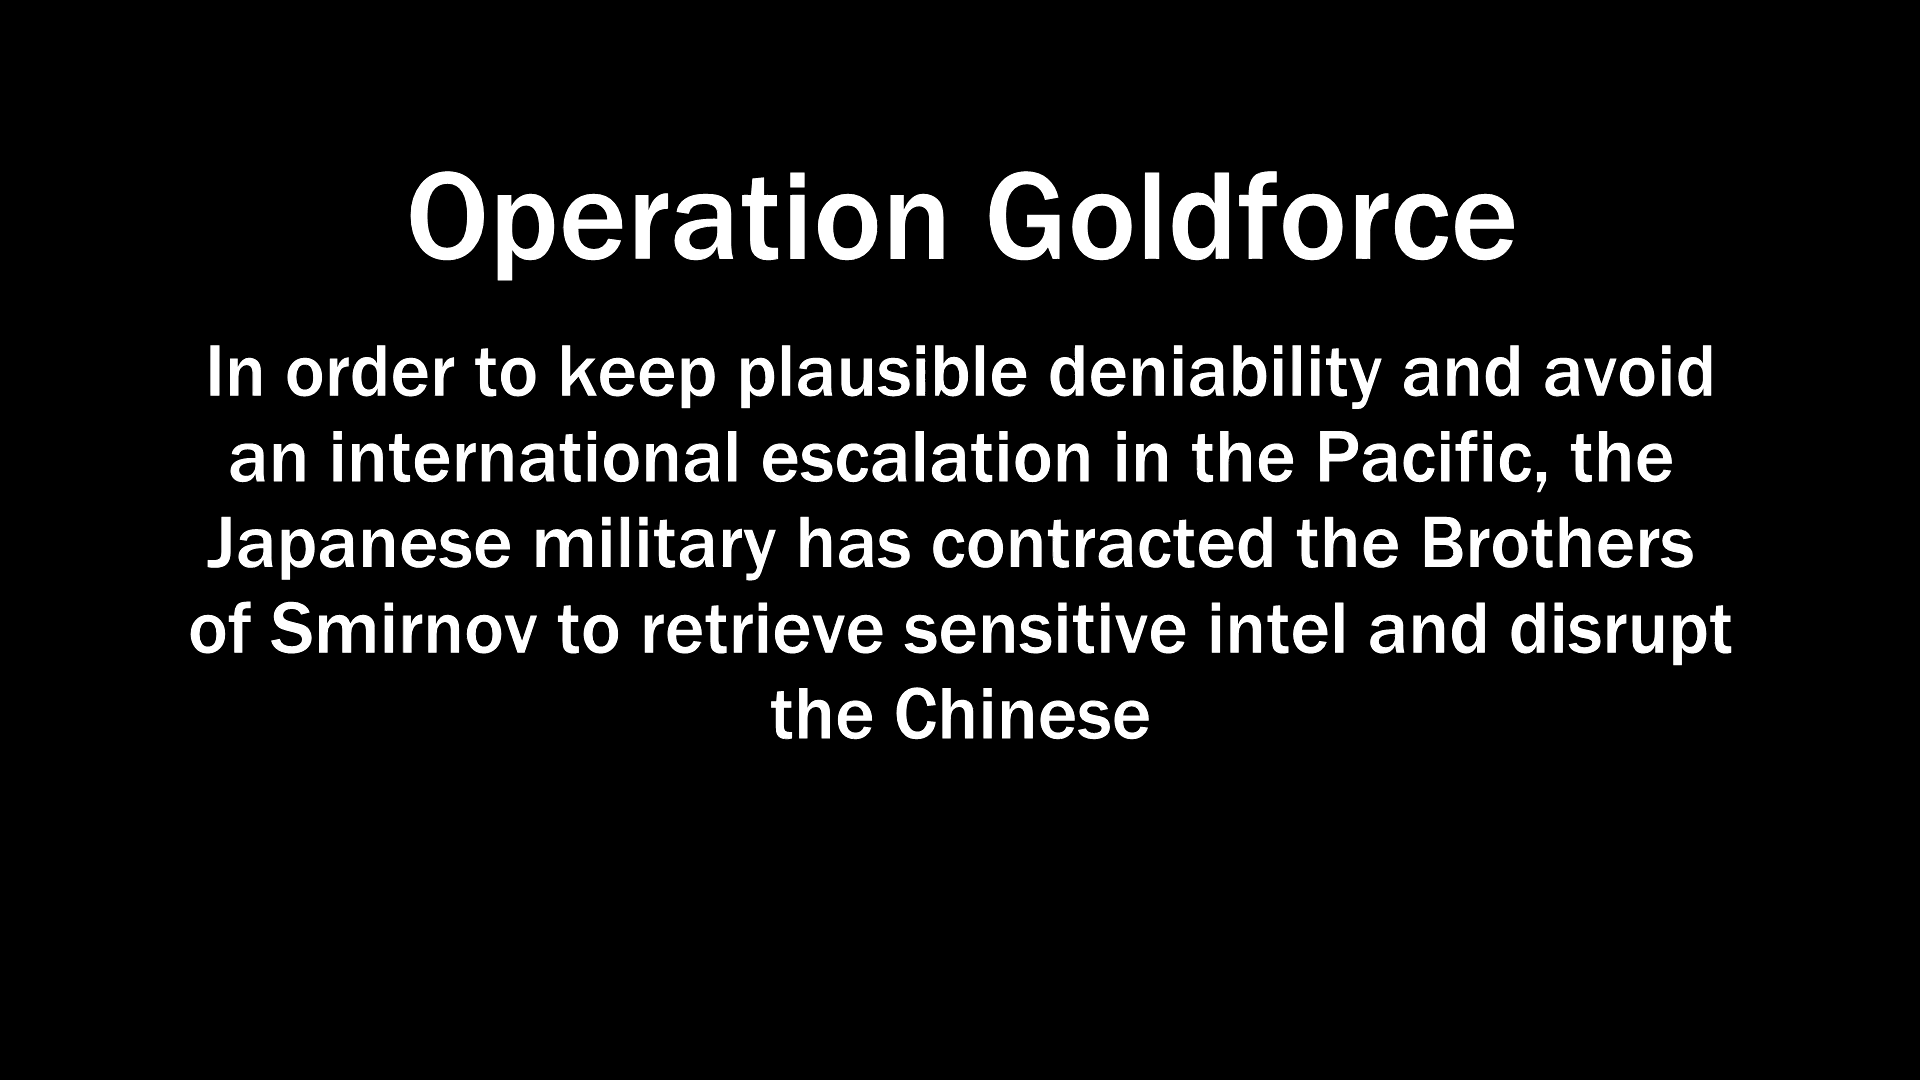 Operation Goldforce
In order to keep plausible deniability and avoid
an international escalation in the Pacific, the
Japanese military has contracted the Brothers
of Smirnov to retrieve sensitive intel and disrupt
the Chinese